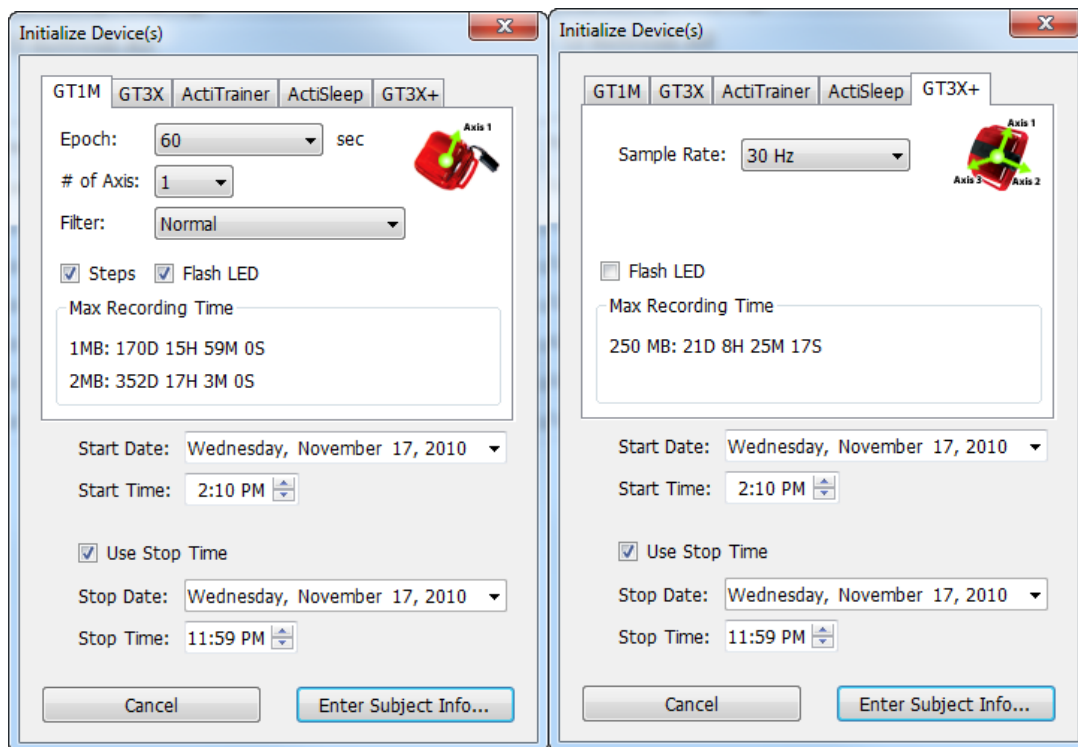 Initialize Device(s)
GT1M GT3X ActiTrainer ActiSleep GT3X+
Epoch: 60 sec
Axis 1
# of Axis: 1
Filter: Normal
Steps Flash LED
Max Recording Time
1MB: 170D 15H 59M 0S
2MB: 352D 17H 3M 0S
Start Date: Wednesday, November 17, 2010
Start Time: 2:10 PM
Use Stop Time
Stop Date: Wednesday, November 17, 2010
Stop Time: 11:59 PM
Cancel Enter Subject Info...
Initialize Device(s)
GT1M GT3X ActiTrainer ActiSleep GT3X+
Sample Rate: 30 Hz
Axis 1
Axis 3 Axis 2
Flash LED
Max Recording Time
250 MB: 21D 8H 25M 17S
Start Date: Wednesday, November 17, 2010
Start Time: 2:10 PM
Use Stop Time
Stop Date: Wednesday, November 17, 2010
Stop Time: 11:59 PM
Cancel Enter Subject Info...